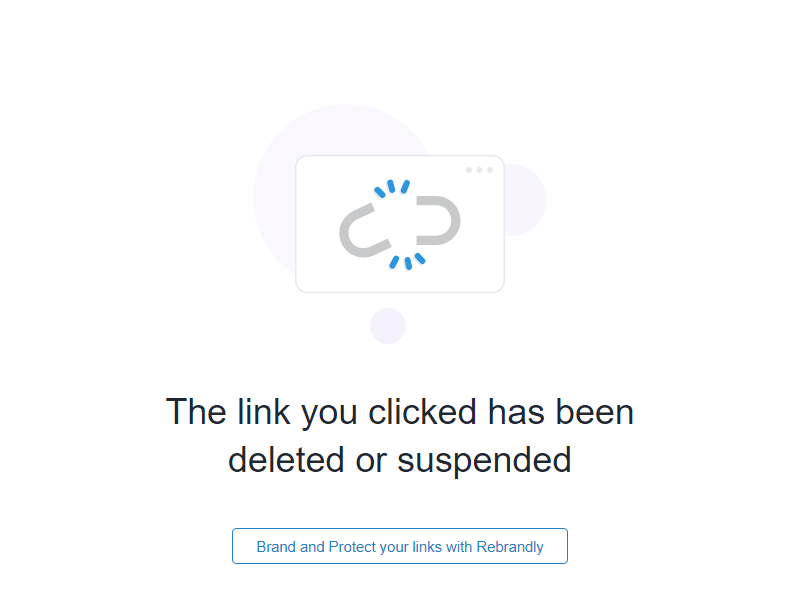 The link you clicked has been
deleted or suspended
Brand and Protect your links with Rebrandly